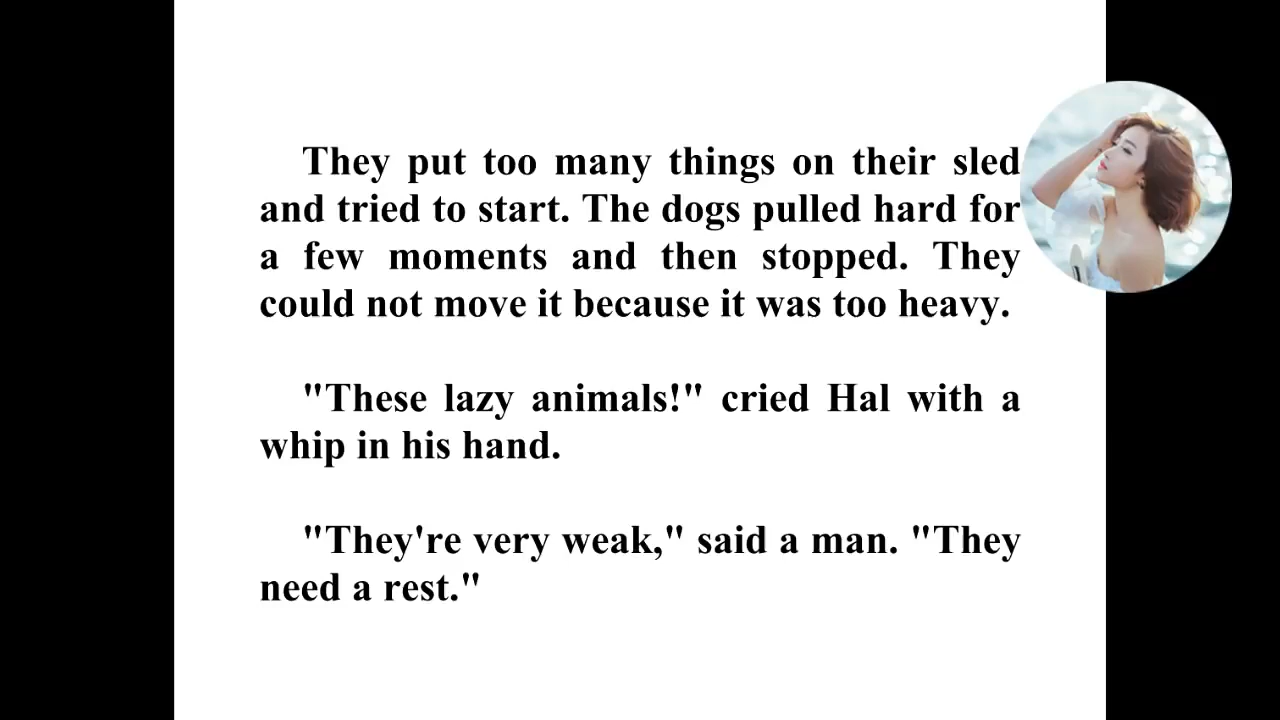 They put too many things on their sled
and tried to start. The dogs pulled hard for
a few moments and then stopped. They
could not move it because it was too heavy.
"These lazy animals!" cried Hal with a
whip in his hand.
"They're very weak," said a man. "They
need a rest."